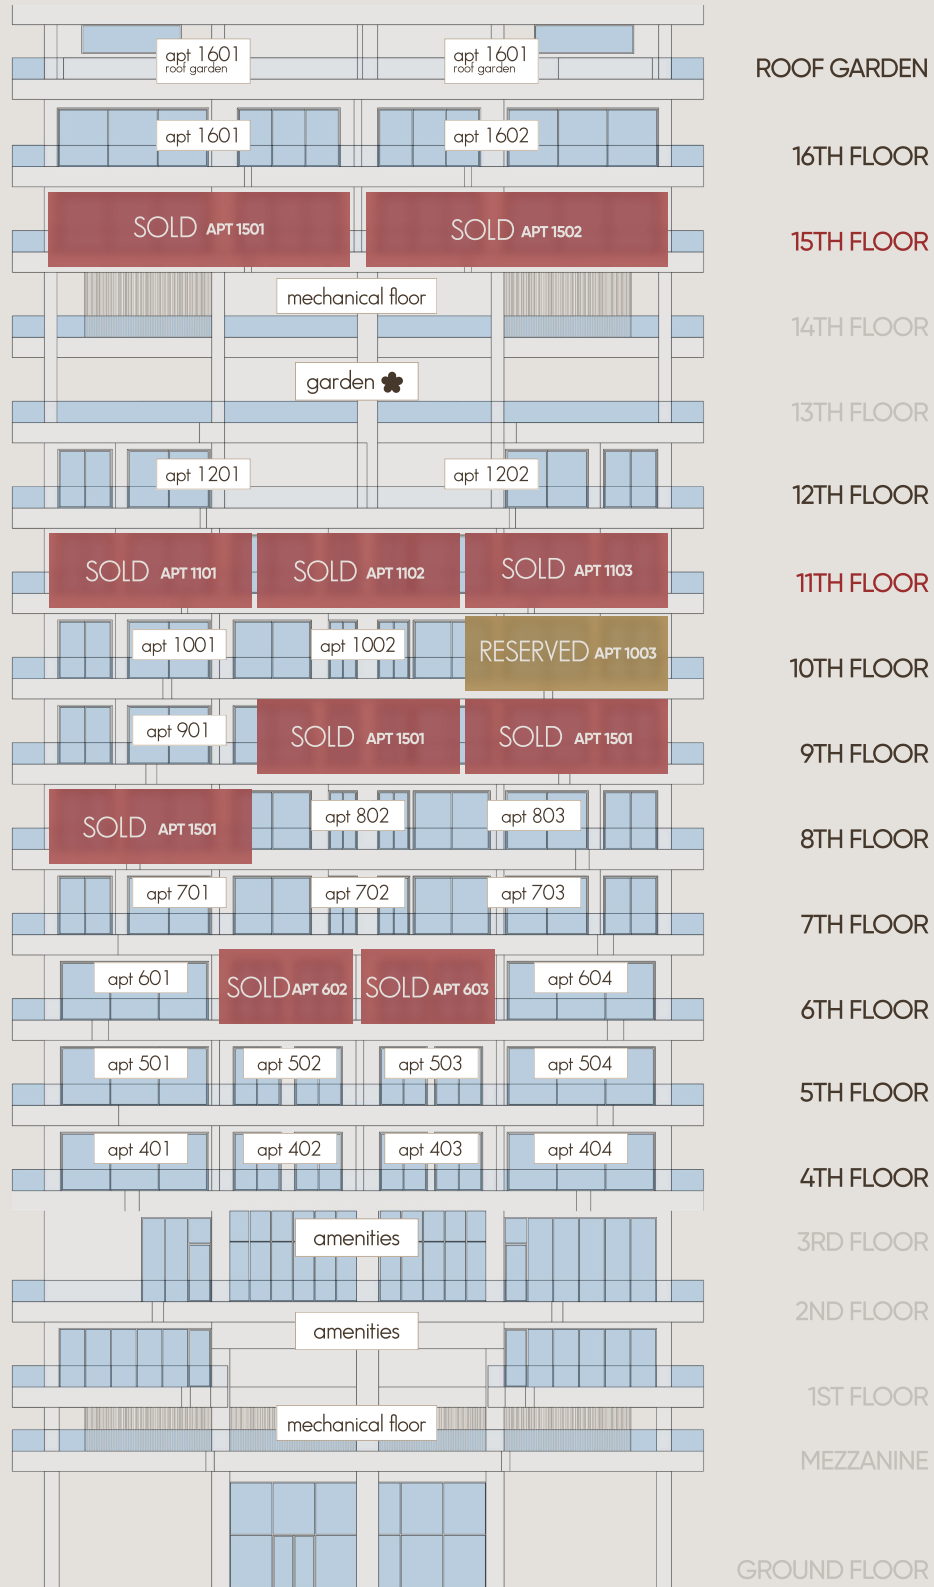 apt 1601 apt 1601
roof garden roof garden
ROOF GARDEN
apt 1601 apt 1602
16TH FLOOR
SOLD APT 1501 SOLD APT 1502
15TH FLOOR
mechanical floor
14TH FLOOR
garden
13TH FLOOR
apt 1201 apt 1202
12TH FLOOR
SOLD APT 1101 SOLD APT 1102 SOLD APT 1103
11TH FLOOR
apt 1001 apt 1002 RESERVED APT 1003
10TH FLOOR
apt 901 SOLD APT 1501 SOLD APT 1501
9TH FLOOR
SOLD APT 1501 apt 802 apt 803
8TH FLOOR
apt 701 apt 702 apt 703
7TH FLOOR
apt 601 SOLD APT 602 SOLD APT 603 apt 604
6TH FLOOR
apt 501 apt 502 apt 503 apt 504
5TH FLOOR
apt 401 apt 402 apt 403 apt 404
4TH FLOOR
amenities
3RD FLOOR
2ND FLOOR
amenities
1ST FLOOR
mechanical floor
MEZZANINE
GROUND FLOOR